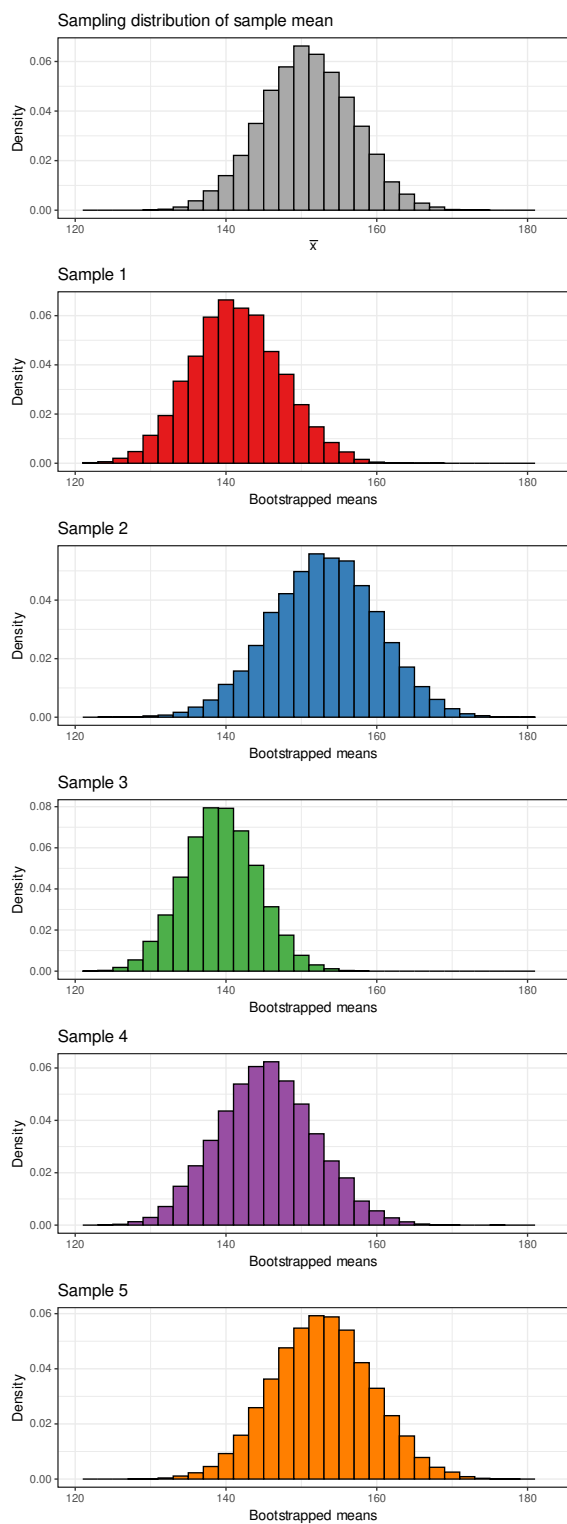 Sampling distribution of sample mean
0.06
0.04
0.02
0.00
Density
120 140 160 180
x̅
Sample 1
0.06
0.04
0.02
0.00
Density
120 140 160 180
Bootstrapped means
Sample 2
0.04
0.02
0.00
Density
120 140 160 180
Bootstrapped means
Sample 3
0.08
0.06
0.04
0.02
0.00
Density
120 140 160 180
Bootstrapped means
Sample 4
0.06
0.04
0.02
0.00
Density
120 140 160 180
Bootstrapped means
Sample 5
0.06
0.04
0.02
0.00
Density
120 140 160 180
Bootstrapped means